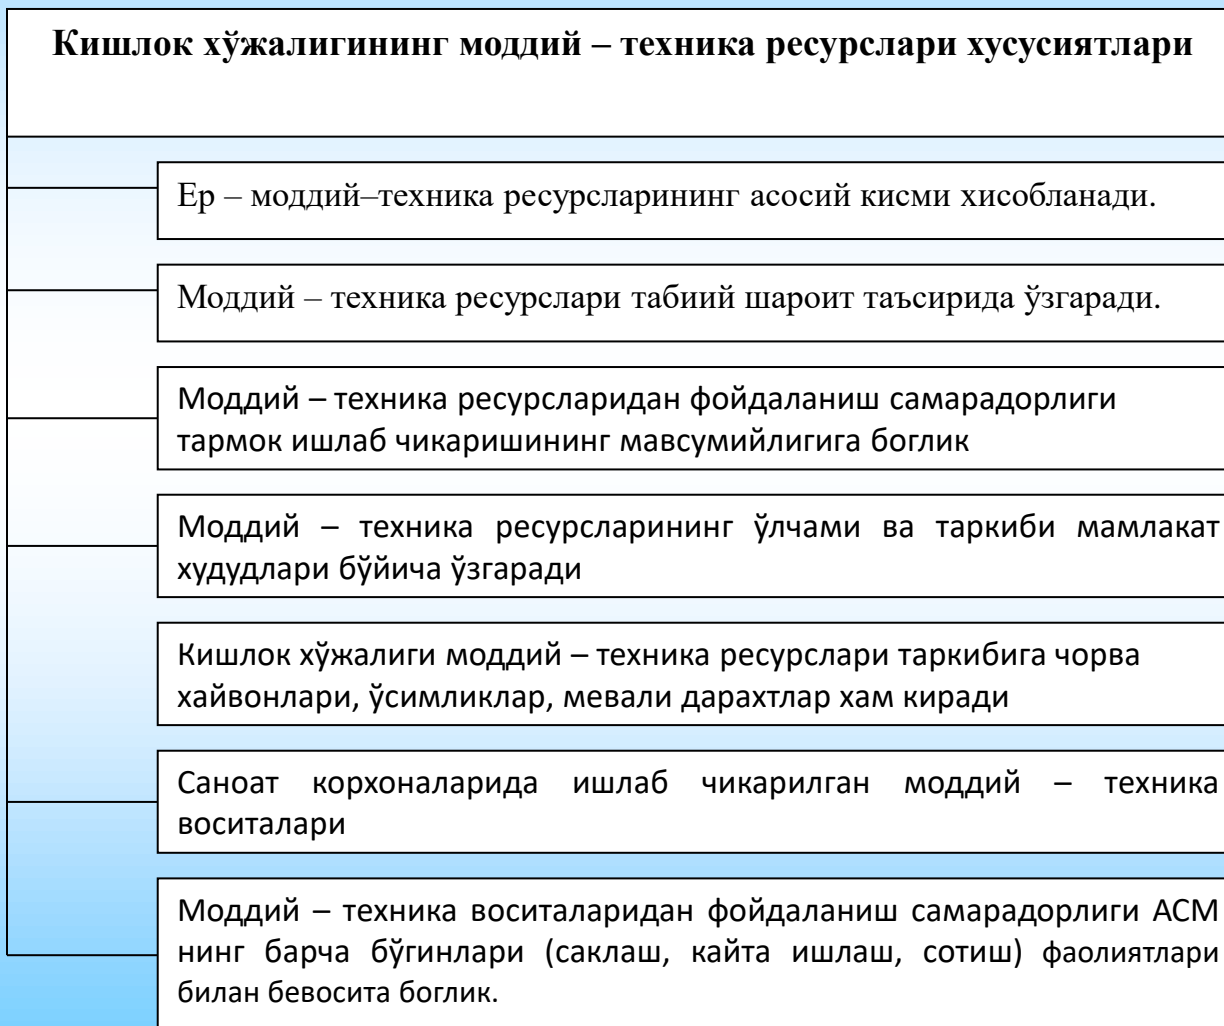 Кишлок хўжалигининг моддий – техника ресурслари хусусиятлари
Ер – моддий–техника ресурсларининг асосий кисми хисобланади.
Моддий – техника ресурслари табиий шароит таъсирида ўзгаради.
Моддий – техника ресурсларидан фойдаланиш самарадорлиги
тармок ишлаб чикаришининг мавсумийлигига боглик
Моддий – техника ресурсларининг ўлчами ва таркиби мамлакат
худудлари бўйича ўзгаради
Кишлок хўжалиги моддий – техника ресурслари таркибига чорва
хайвонлари, ўсимликлар, мевали дарахтлар хам киради
Саноат корхоналарида ишлаб чикарилган моддий – техника
воситалари
Моддий – техника воситаларидан фойдаланиш самарадорлиги АСМ
нинг барча бўгинлари (саклаш, кайта ишлаш, сотиш) фаолиятлари
билан бевосита боглик.